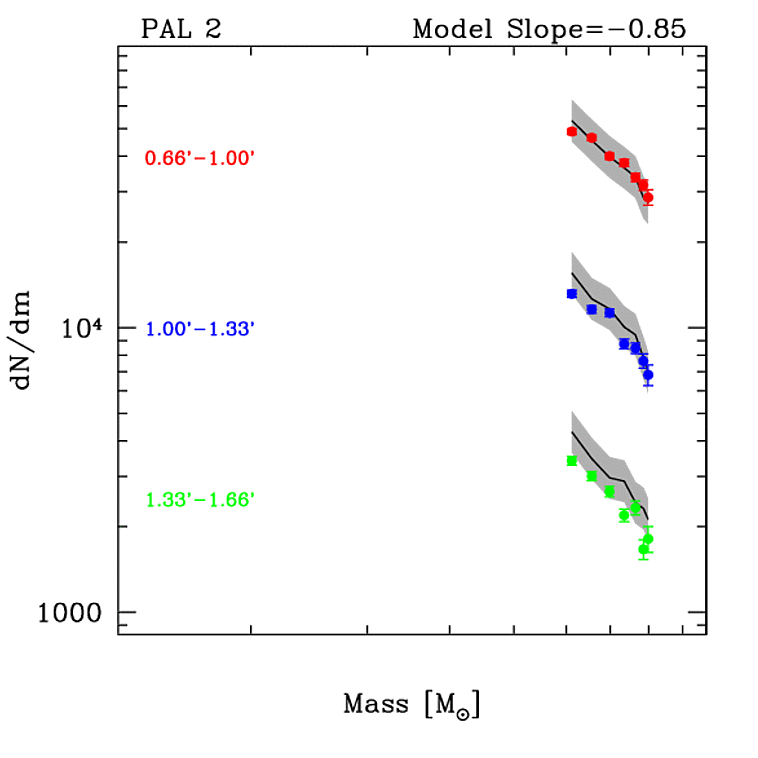 PAL 2
Model Slope=−0.85
0.66'−1.00'
1.00'−1.33'
1.33'−1.66'
10⁴
1000
dN/dm
Mass [M☉]